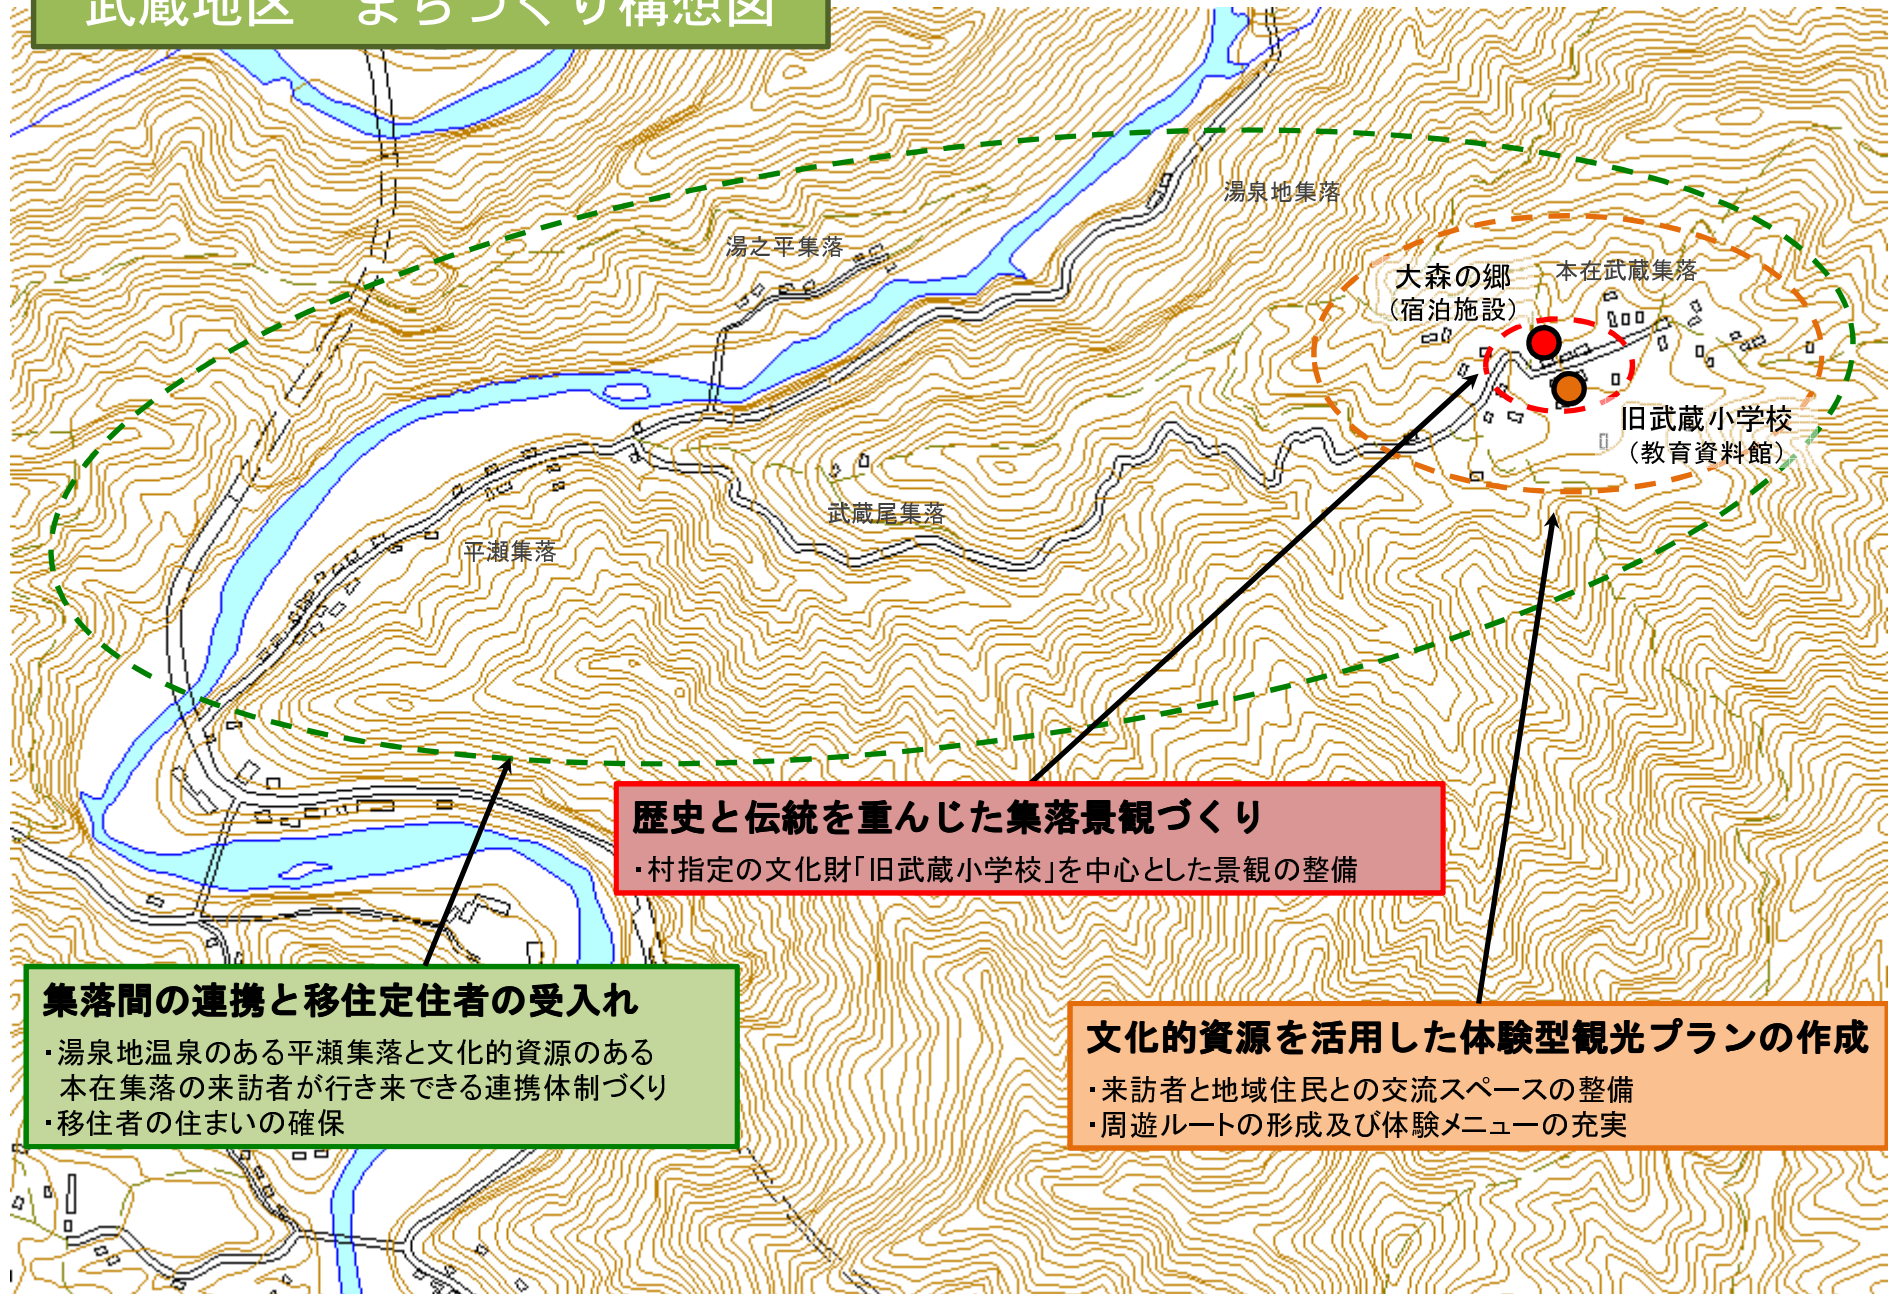 武蔵地区　まちづくり構想図
湯泉地集落
湯之平集落
大森の郷
（宿泊施設）
本在武蔵集落
旧武蔵小学校
（教育資料館）
武蔵尾集落
平瀬集落
歴史と伝統を重んじた集落景観づくり
・村指定の文化財「旧武蔵小学校」を中心とした景観の整備
集落間の連携と移住定住者の受入れ
・湯泉地温泉のある平瀬集落と文化的資源のある
本在集落の来訪者が行き来できる連携体制づくり
・移住者の住まいの確保
文化的資源を活用した体験型観光プランの作成
・来訪者と地域住民との交流スペースの整備
・周遊ルートの形成及び体験メニューの充実